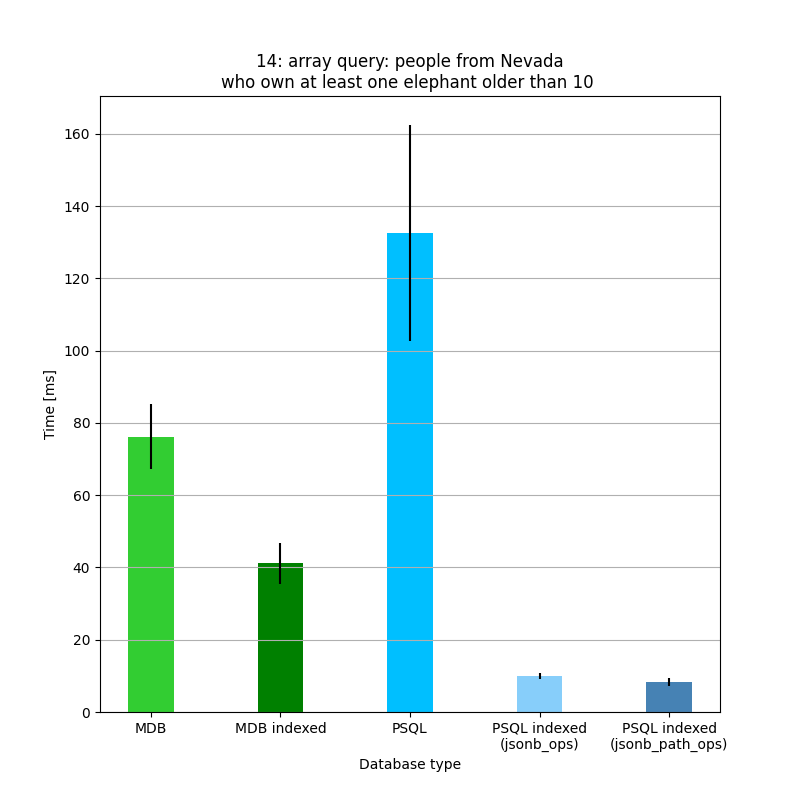 14: array query: people from Nevada
who own at least one elephant older than 10
160
140
120
100
80
60
40
20
0
Time [ms]
MDB
MDB indexed
PSQL
PSQL indexed
(jsonb_ops)
PSQL indexed
(jsonb_path_ops)
Database type